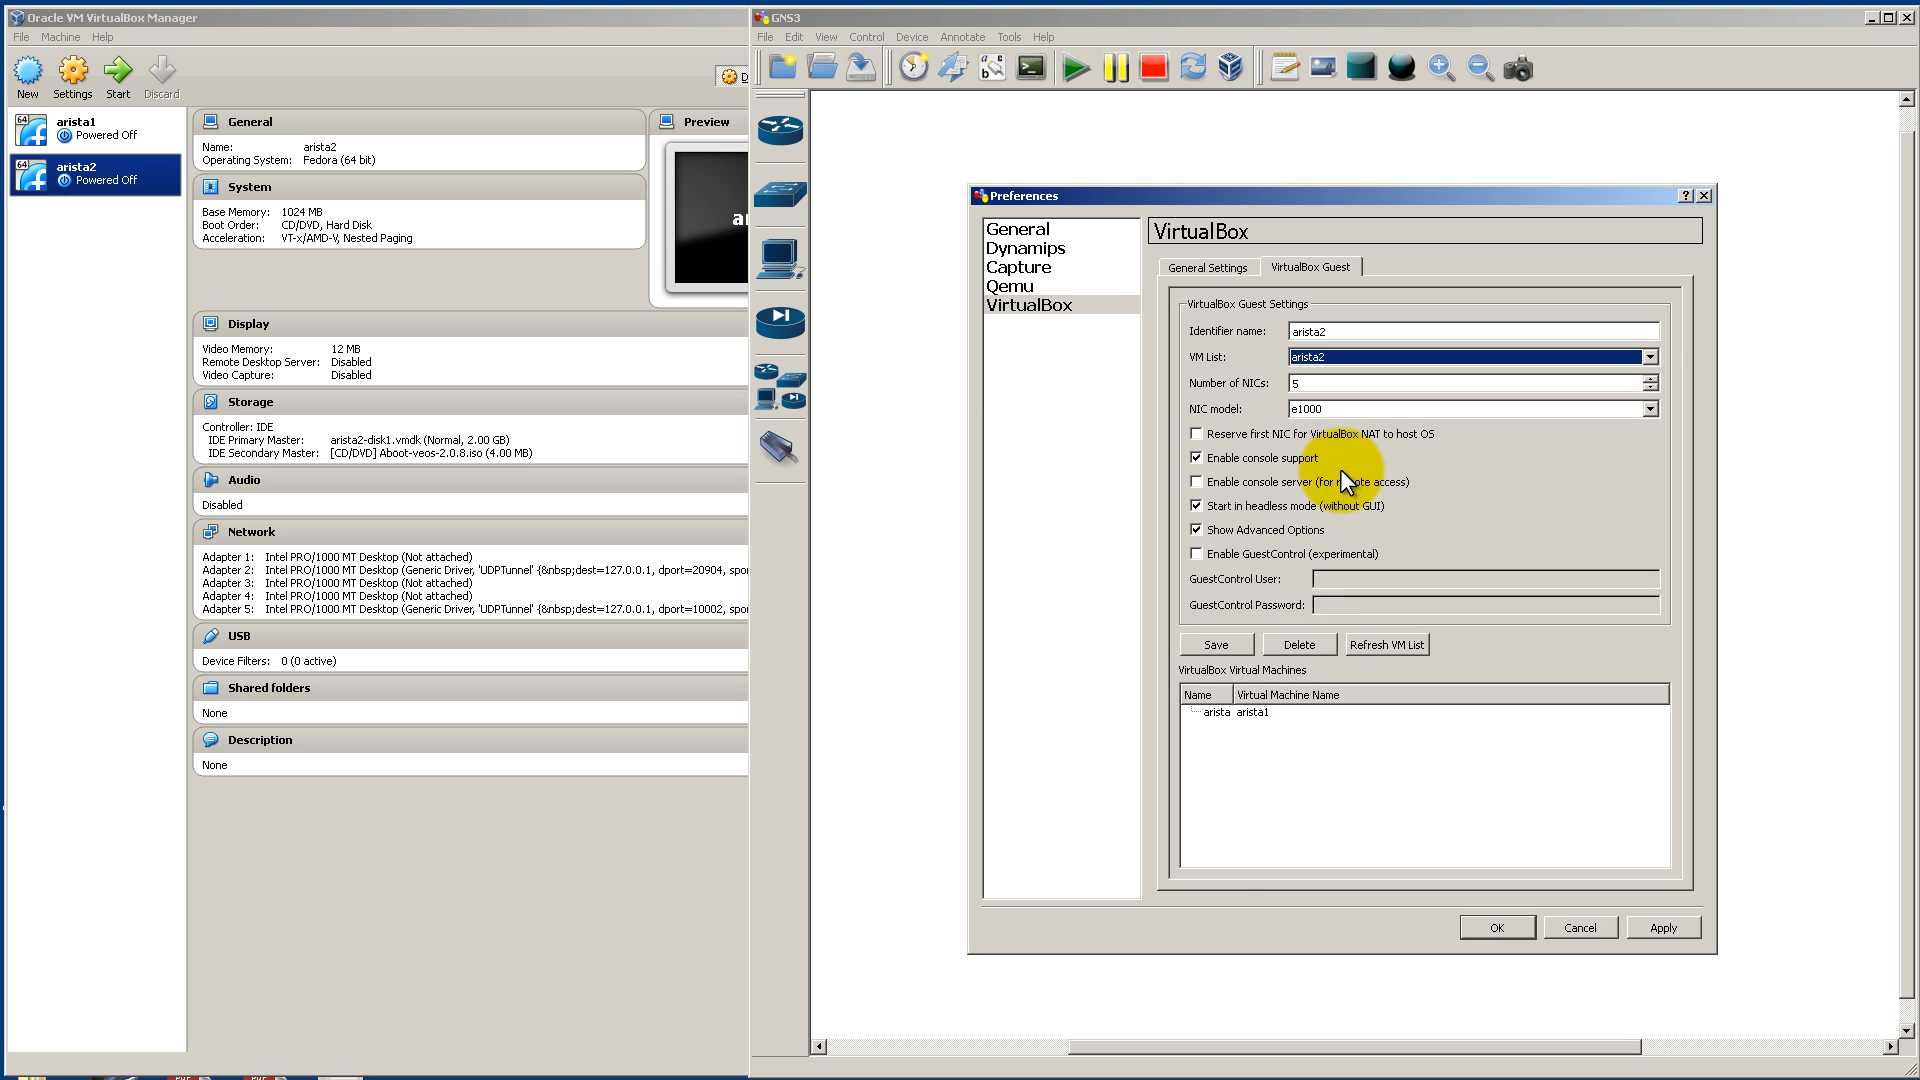 Oracle VM VirtualBox Manager
File Machine Help
New Settings Start Discard
64 arista1
Powered Off
64 arista2
Powered Off
General
Name: arista2
Operating System: Fedora (64 bit)
System
Base Memory: 1024 MB
Boot Order: CD/DVD, Hard Disk
Acceleration: VT-x/AMD-V, Nested Paging
Preview
Display
Video Memory: 12 MB
Remote Desktop Server: Disabled
Video Capture: Disabled
Storage
Controller: IDE
IDE Primary Master: arista2-disk1.vmdk (Normal, 2.00 GB)
IDE Secondary Master: [CD/DVD] Aboot-veos-2.0.8.iso (4.00 MB)
Audio
Disabled
Network
Adapter 1: Intel PRO/1000 MT Desktop (Not attached)
Adapter 2: Intel PRO/1000 MT Desktop (Generic Driver, 'UDPTunnel' {&nbsp;dest=127.0.0.1, dport=20904, spo
Adapter 3: Intel PRO/1000 MT Desktop (Not attached)
Adapter 4: Intel PRO/1000 MT Desktop (Not attached)
Adapter 5: Intel PRO/1000 MT Desktop (Generic Driver, 'UDPTunnel' {&nbsp;dest=127.0.0.1, dport=10002, spo
USB
Device Filters: 0 (0 active)
Shared folders
None
Description
None
GNS3
File Edit View Control Device Annotate Tools Help
Preferences
General
Dynamips
Capture
Qemu
VirtualBox
VirtualBox
General Settings VirtualBox Guest
VirtualBox Guest Settings
Identifier name: arista2
VM List: arista2
Number of NICs: 5
NIC model: e1000
Reserve first NIC for VirtualBox NAT to host OS
Enable console support
Enable console server (for remote access)
Start in headless mode (without GUI)
Show Advanced Options
Enable GuestControl (experimental)
GuestControl User:
GuestControl Password:
Save Delete Refresh VM List
VirtualBox Virtual Machines
Name Virtual Machine Name
arista arista1
OK Cancel Apply